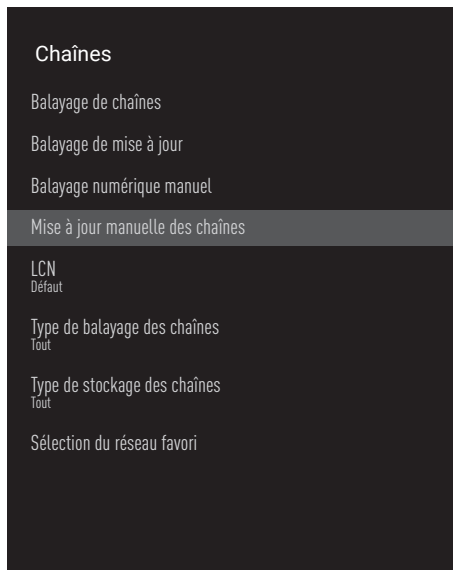 Chaînes
Balayage de chaînes
Balayage de mise à jour
Balayage numérique manuel
Mise à jour manuelle des chaînes
LCN
Défaut
Type de balayage des chaînes
Tout
Type de stockage des chaînes
Tout
Sélection du réseau favori